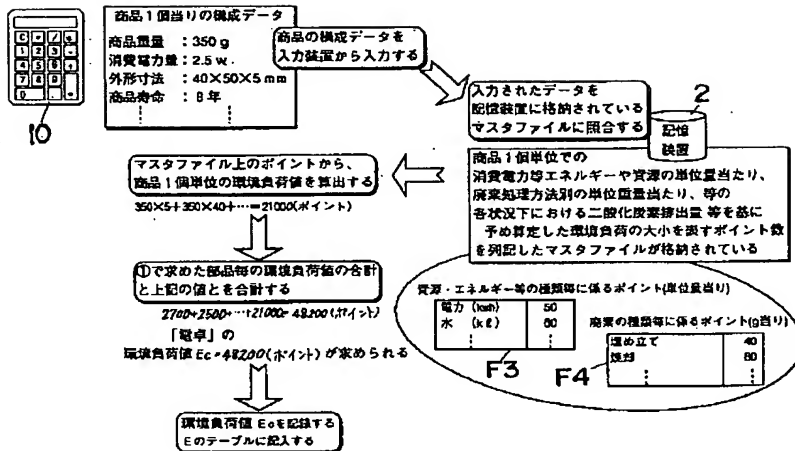 商品1個当りの構成データ
商品重量 : 350 g
消費電力量 : 2.5 w.
外形寸法 : 40×50×5 mm
商品寿命 : 8 年
10
商品の構成データを
入力装置から入力する
入力されたデータを
記憶装置に格納されている
マスタファイルに照合する
2
記憶
装置
商品1個単位での
消費電力等エネルギーや資源の単位量当たり、
廃棄処理方法別の単位重量当たり、等の
各状況下における二酸化炭素排出量 等を基に
予め算定した環境負荷の大小を表すポイント数
を列記したマスタファイルが格納されている
マスタファイル上のポイントから、
商品1個単位の環境負荷値を算出する
350×5+350×40+…=21000(ポイント)
①で求めた部品毎の環境負荷値の合計
と上記の値とを合計する
2700+2500+…+21000=48200(ポイント)
「電卓」の
環境負荷値 Ec=48200(ポイント) が求められる
環境負荷値 Ecを記録する
Eのテーブルに記入する
資源・エネルギー等の種類毎に係るポイント(単位量当り)
電力 (kwh) 50
水 (kℓ) 60
F3
廃棄の種類毎に係るポイント(g当り)
埋め立て 40
焼却 80
F4